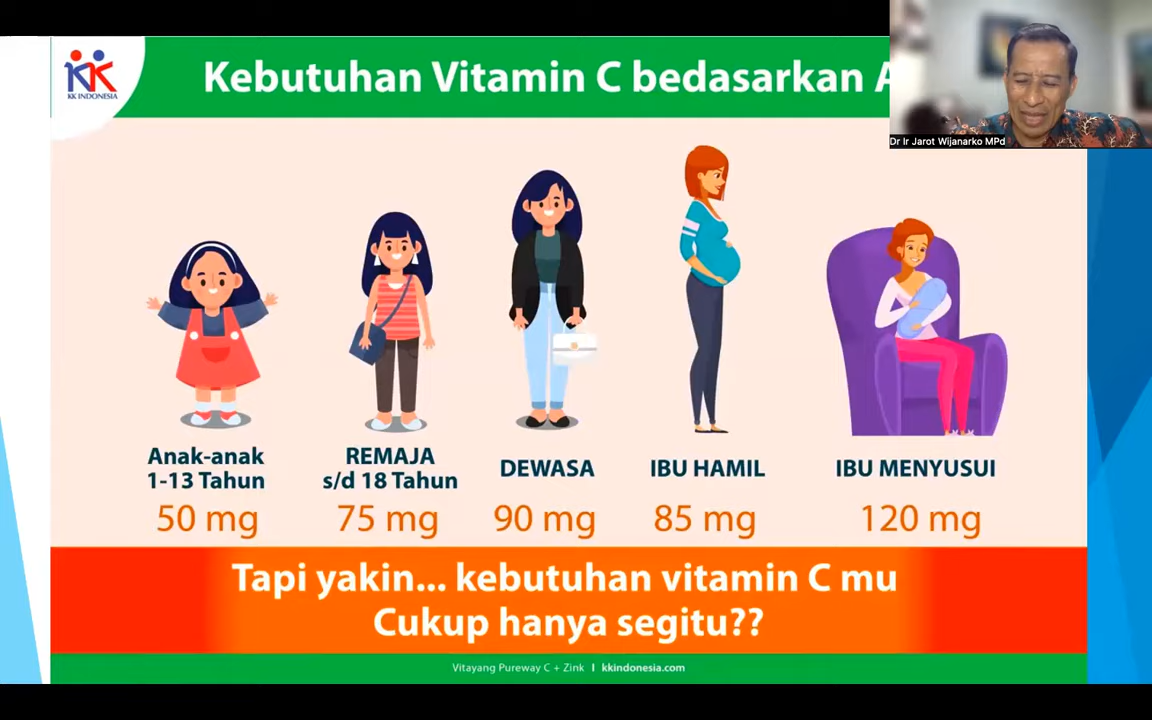 KK INDONESIA
Kebutuhan Vitamin C bedasarkan
Dr Ir Jarot Wijanarko MPd
Anak-anak
1-13 Tahun
50 mg
REMAJA
s/d 18 Tahun
75 mg
DEWASA
90 mg
IBU HAMIL
85 mg
IBU MENYUSUI
120 mg
Tapi yakin... kebutuhan vitamin C mu
Cukup hanya segitu??
Vitayang Pureway C + Zink I kkindonesia.com